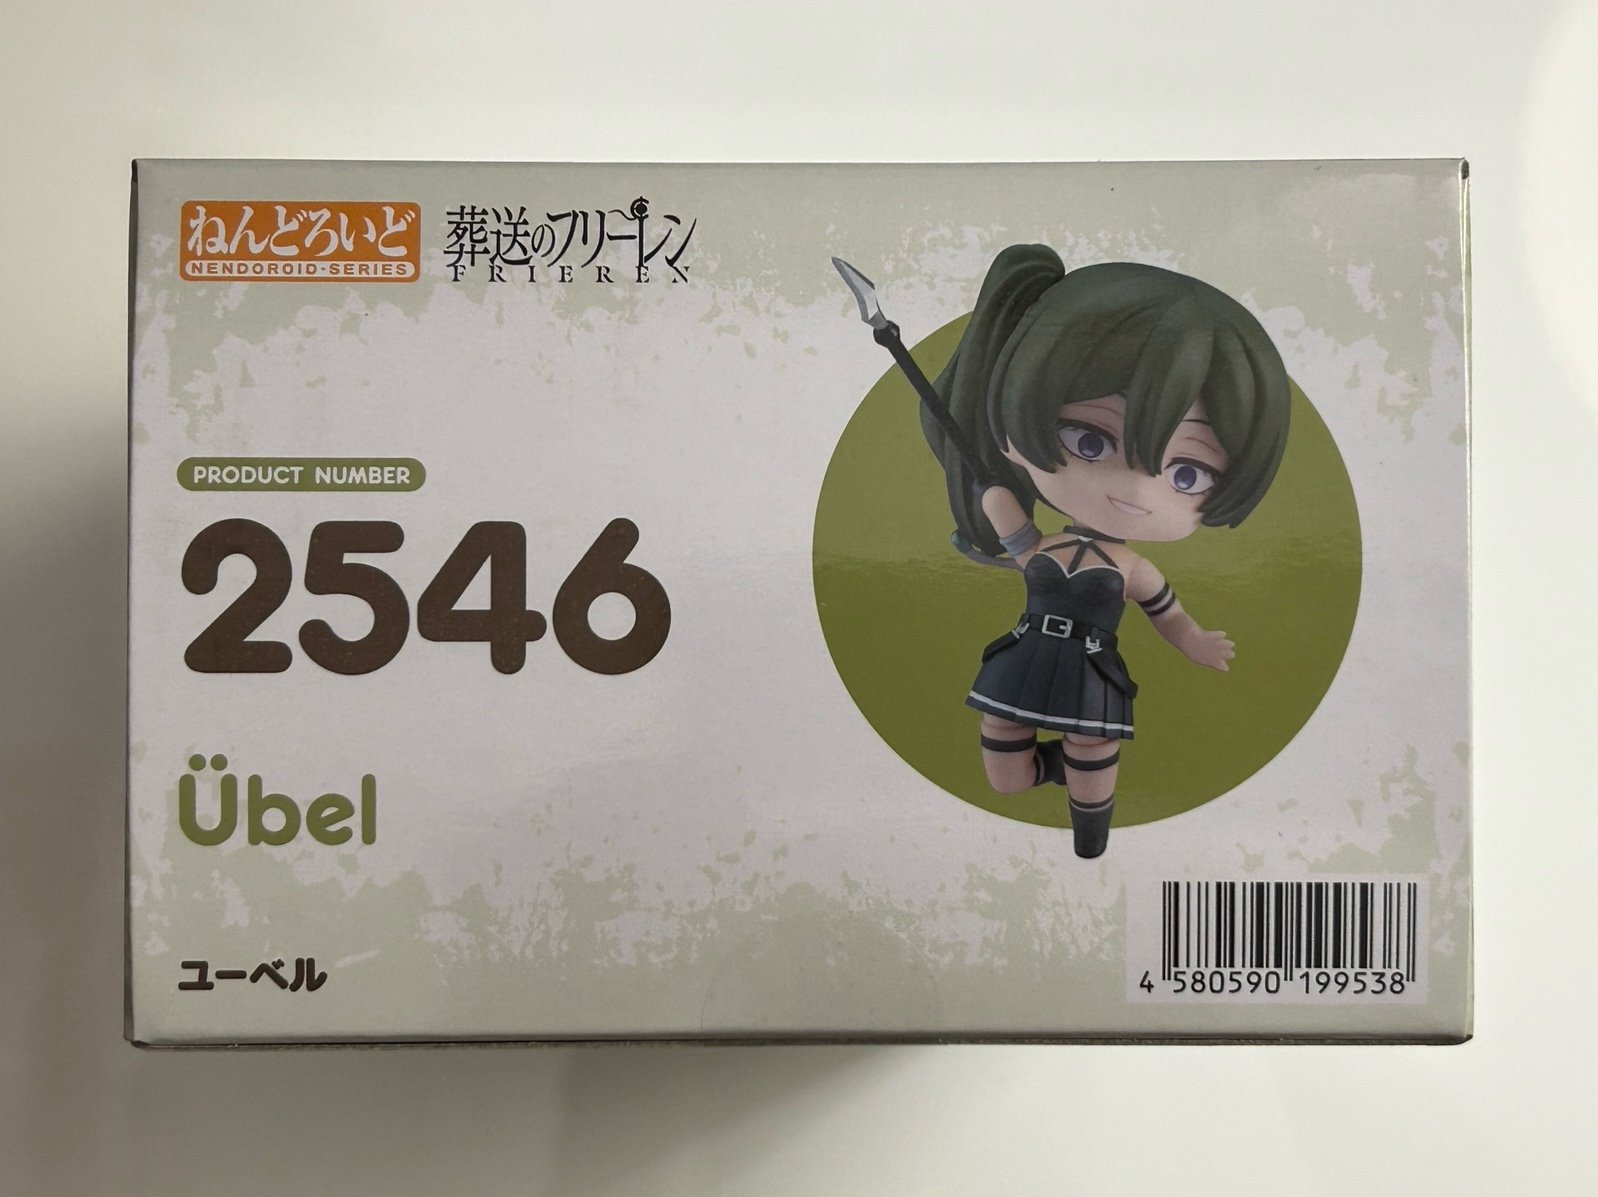 ねんどろいど
NENDOROID・SERIES
葬送のフリーレン
FRIEREN
PRODUCT NUMBER
2546
Übel
ユーベル
4 580590 199538